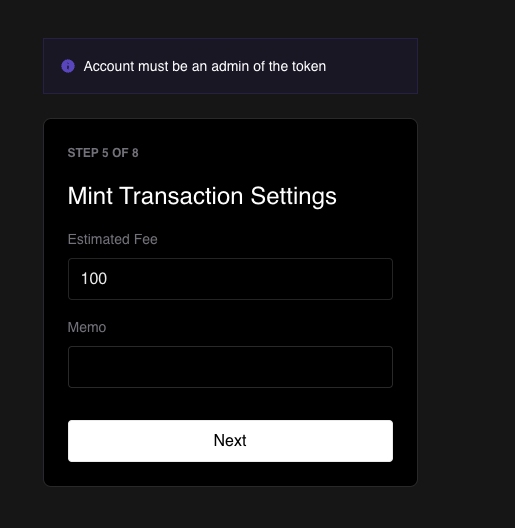 Account must be an admin of the token
STEP 5 OF 8
Mint Transaction Settings
Estimated Fee
100
Memo
Next